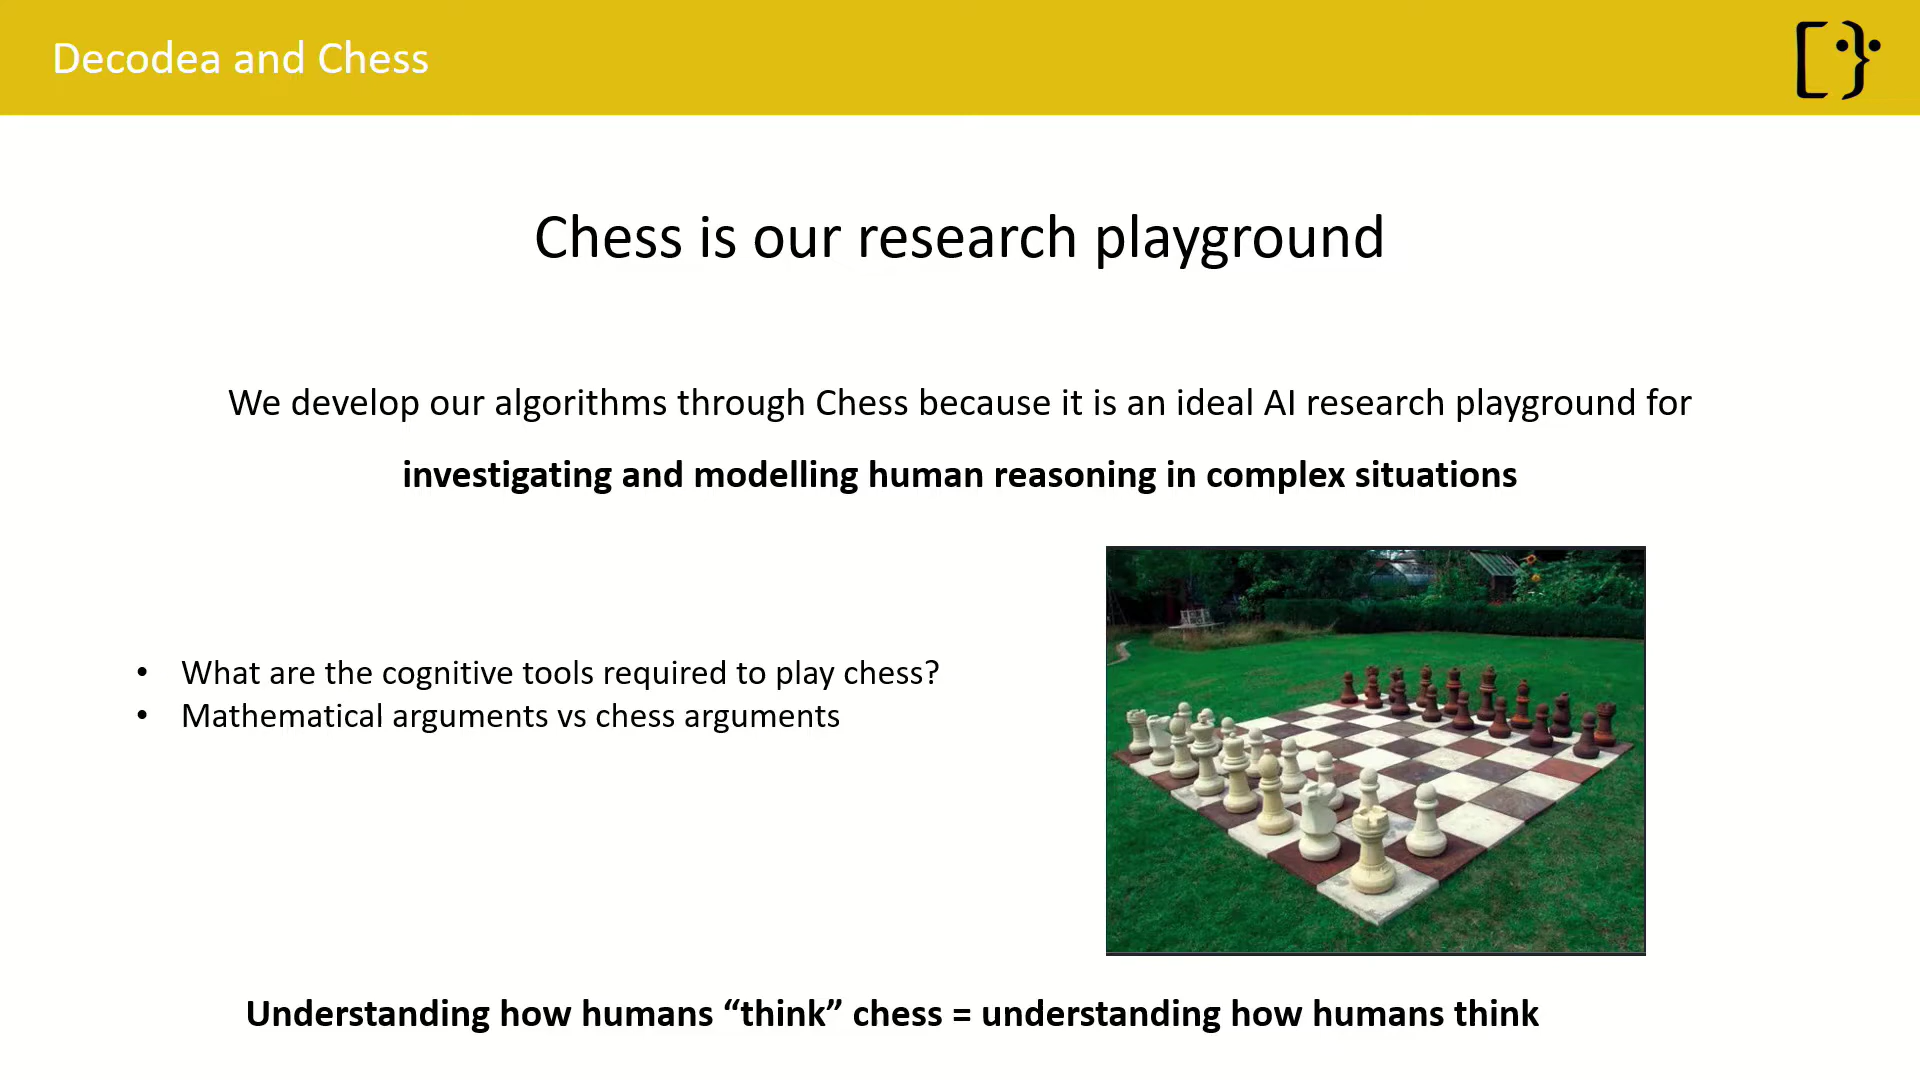 Decodea and Chess
Chess is our research playground
We develop our algorithms through Chess because it is an ideal AI research playground for
investigating and modelling human reasoning in complex situations
• What are the cognitive tools required to play chess?
• Mathematical arguments vs chess arguments
Understanding how humans “think” chess = understanding how humans think